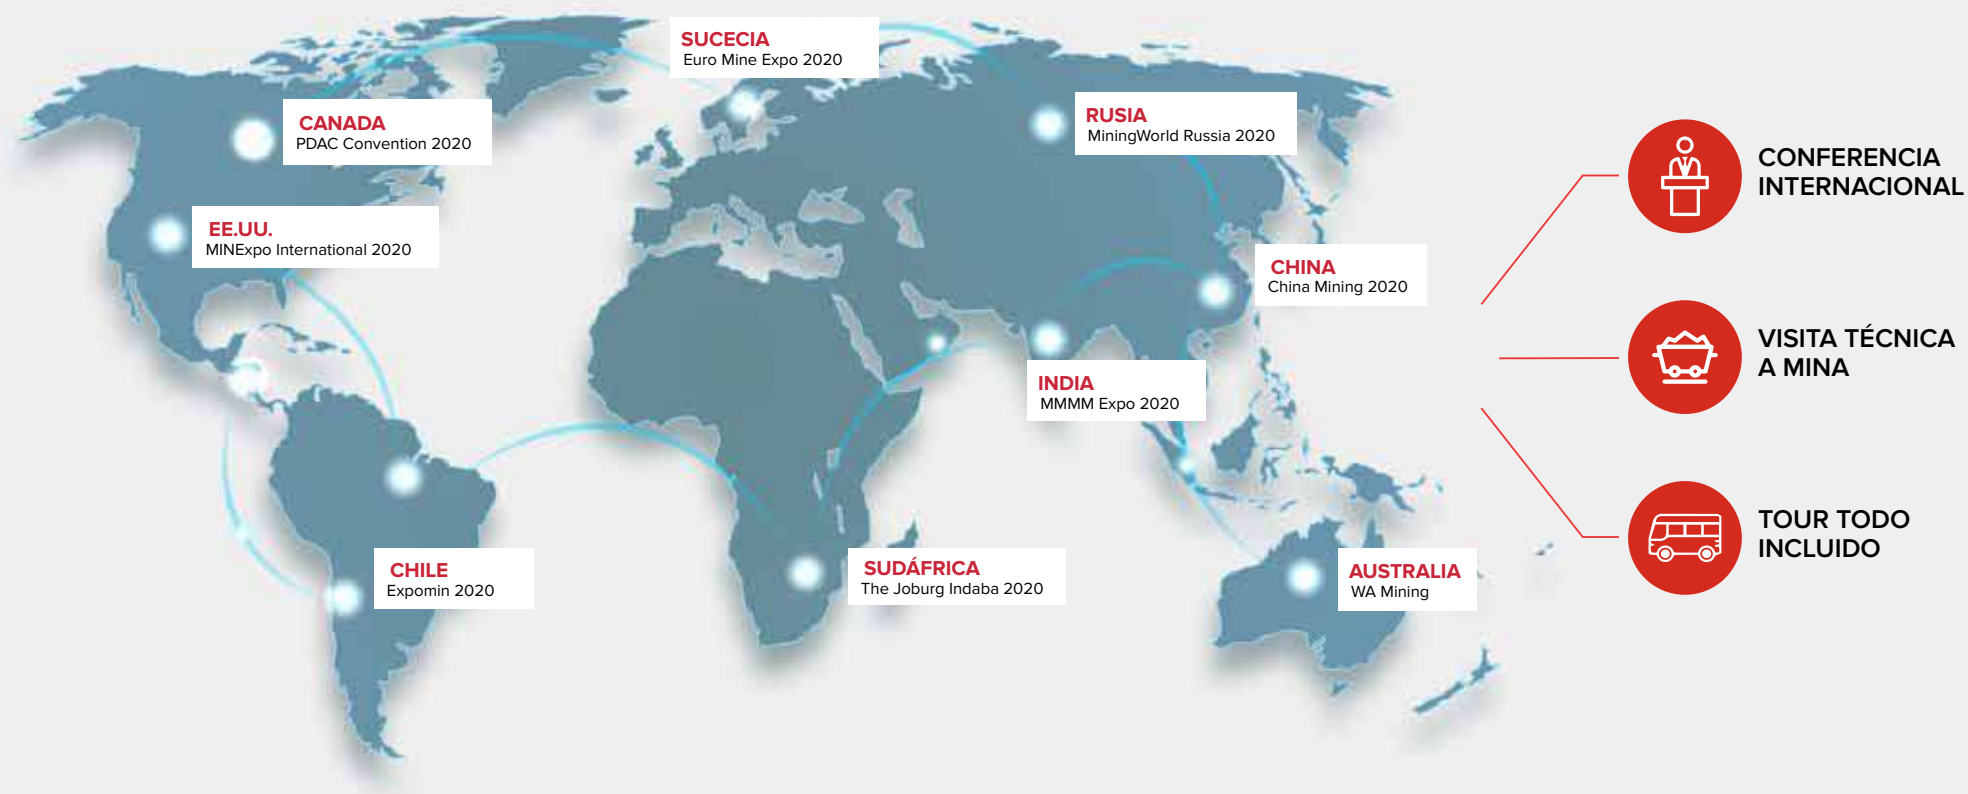 SUCECIA
Euro Mine Expo 2020
CANADA
PDAC Convention 2020
RUSIA
MiningWorld Russia 2020
EE.UU.
MINExpo International 2020
CHINA
China Mining 2020
INDIA
MMMM Expo 2020
CHILE
Expomin 2020
SUDÁFRICA
The Joburg Indaba 2020
AUSTRALIA
WA Mining
CONFERENCIA
INTERNACIONAL
VISITA TÉCNICA
A MINA
TOUR TODO
INCLUIDO